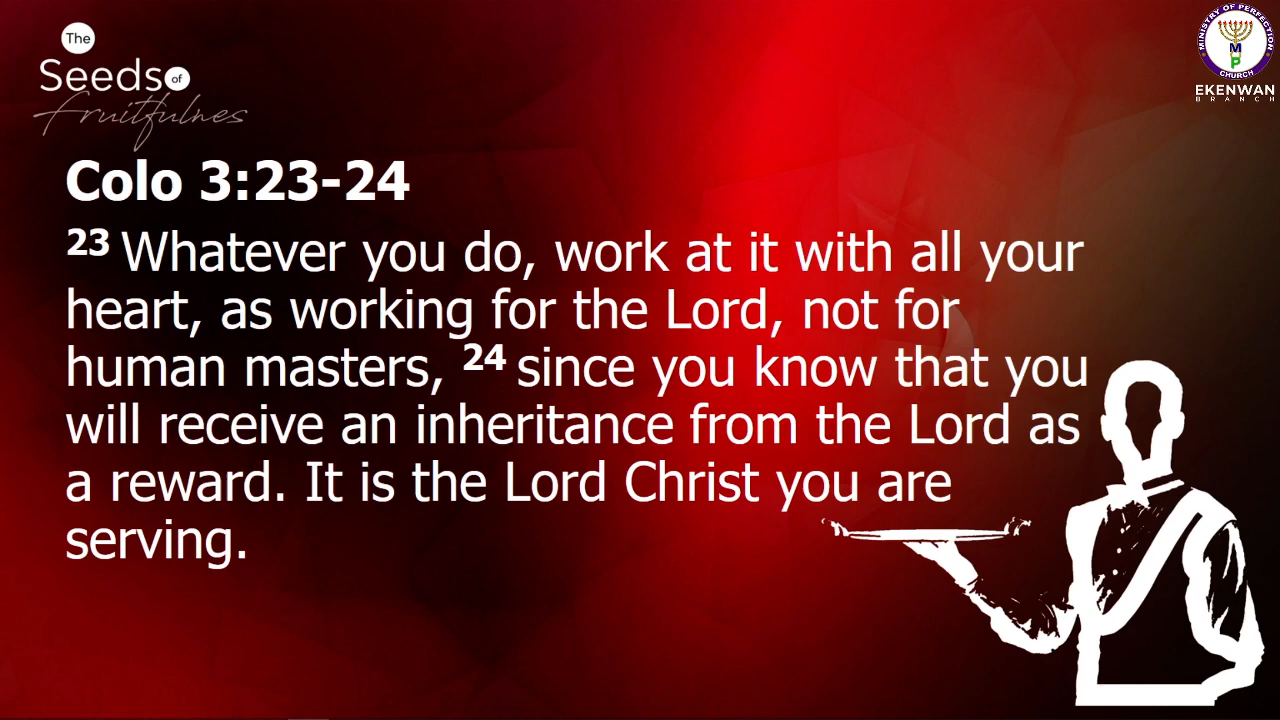 The
Seeds of
fruitfulnes
MINISTRY OF PERFECTION
M
P
CHURCH
EKENWAN
BRANCH
Colo 3:23-24
23 Whatever you do, work at it with all your
heart, as working for the Lord, not for
human masters, 24 since you know that you
will receive an inheritance from the Lord as
a reward. It is the Lord Christ you are
serving.